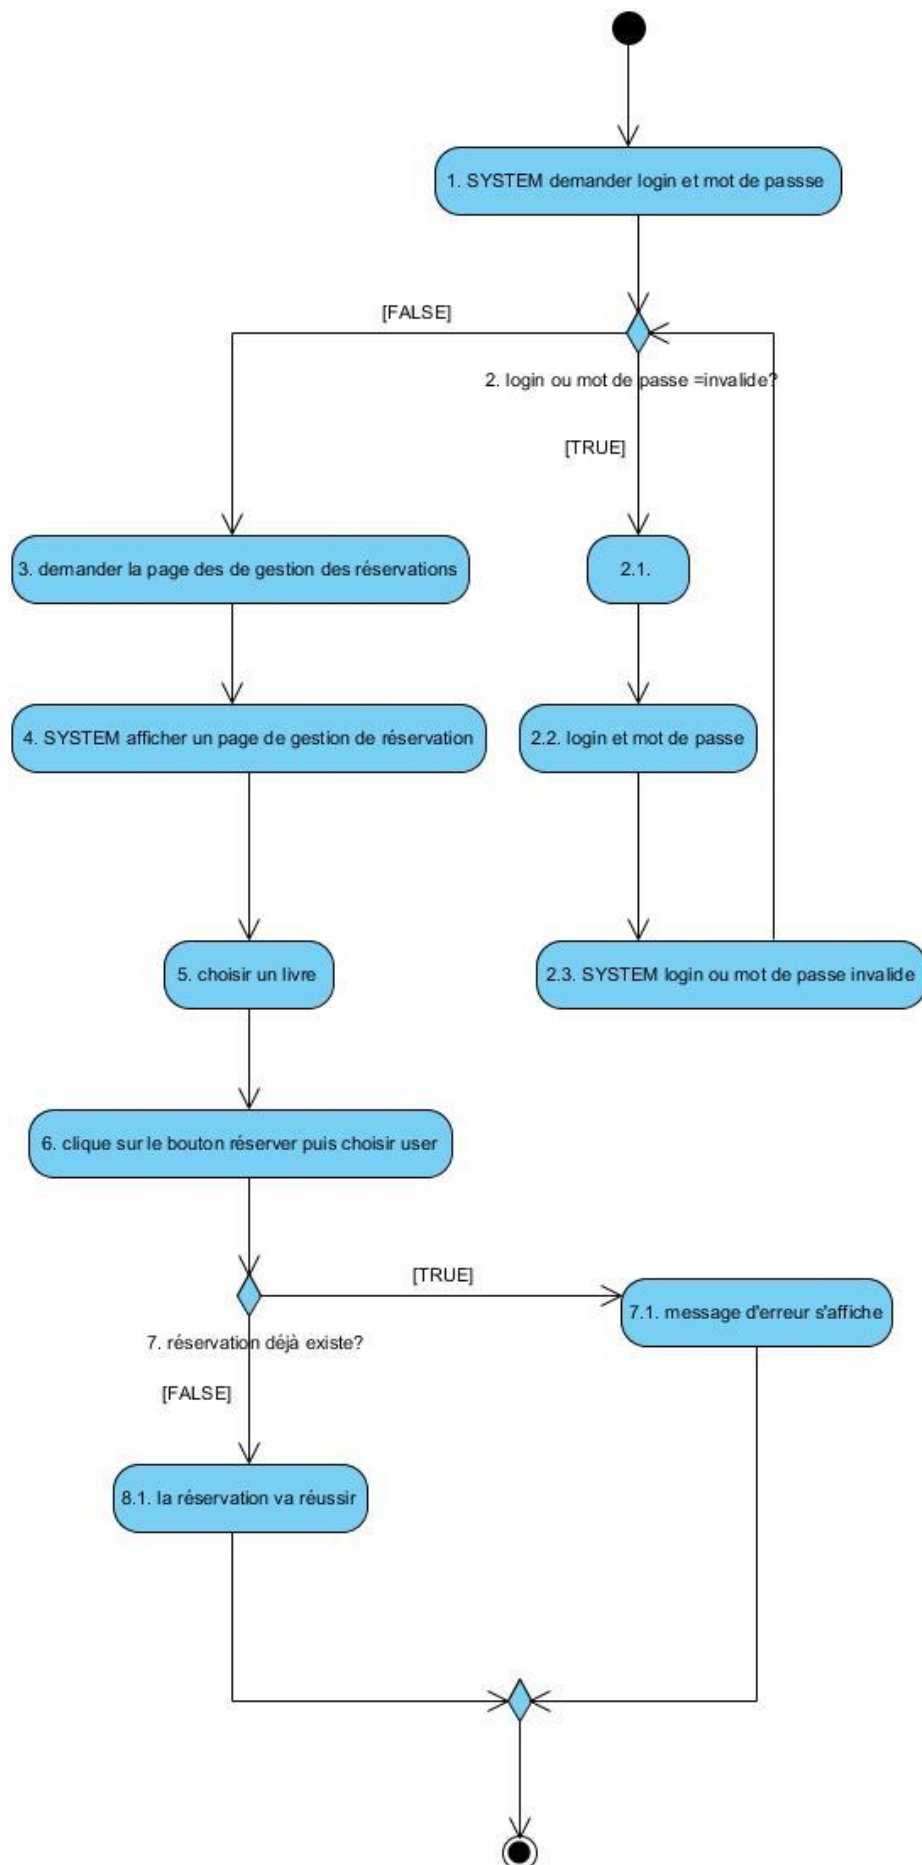 1. SYSTEM demander login et mot de passse
[FALSE]
2. login ou mot de passe =invalide?
[TRUE]
3. demander la page des de gestion des réservations
2.1.
4. SYSTEM afficher un page de gestion de réservation
2.2. login et mot de passe
5. choisir un livre
2.3. SYSTEM login ou mot de passe invalide
6. clique sur le bouton réserver puis choisir user
[TRUE]
7.1. message d'erreur s'affiche
7. réservation déjà existe?
[FALSE]
8.1. la réservation va réussir